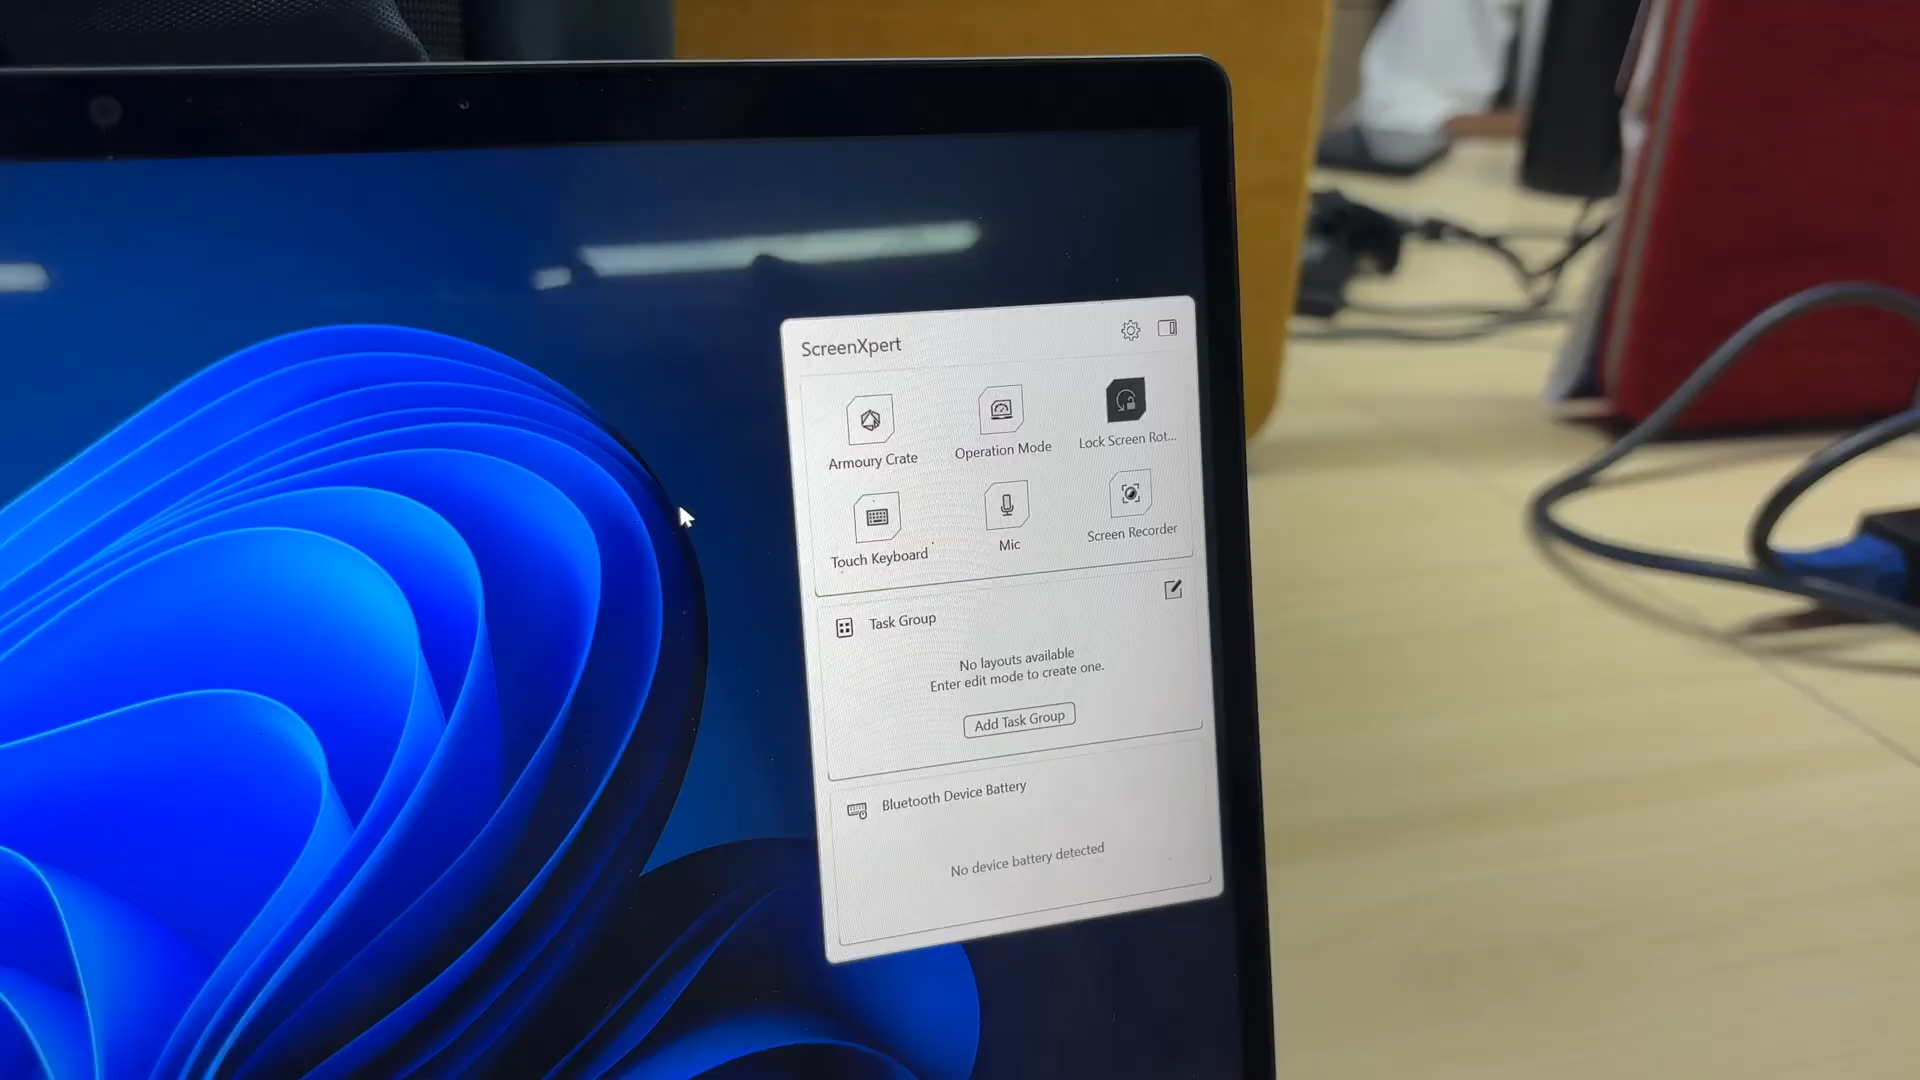 ScreenXpert
Armoury Crate
Operation Mode
Lock Screen Rot...
Touch Keyboard
Mic
Screen Recorder
Task Group
No layouts available
Enter edit mode to create one.
Add Task Group
Bluetooth Device Battery
No device battery detected